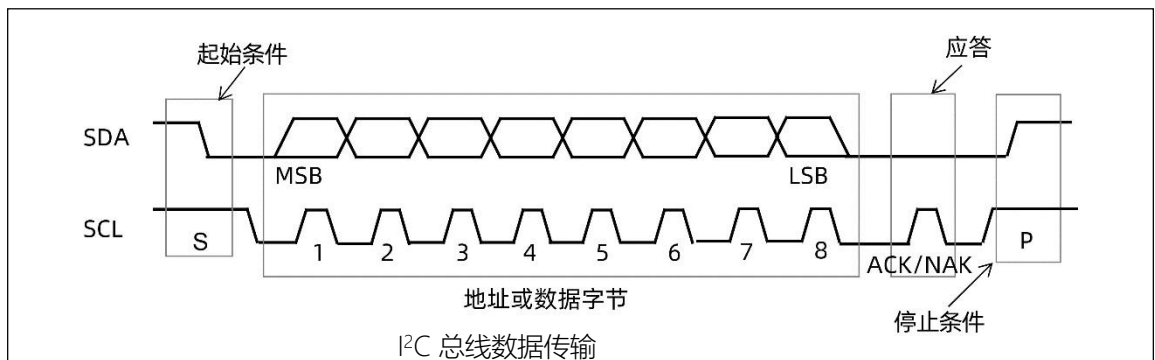 起始条件
应答
SDA
MSB
LSB
SCL
S
1 2 3 4 5 6 7 8
ACK/NAK
P
地址或数据字节
停止条件
I²C 总线数据传输